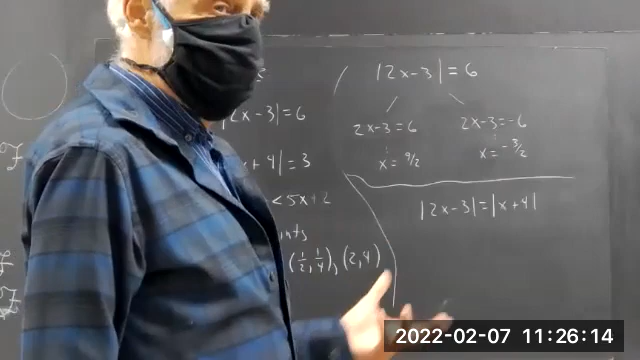 |2x-3|=6
2x-3=6
2x-3=-6
x=9/2
x=-3/2
|2x-3|=|x+4|
|2x-3|=6
+4|=3
<5x+2
ints
(1/2, 1/4), (2,4)
2022-02-07 11:26:14